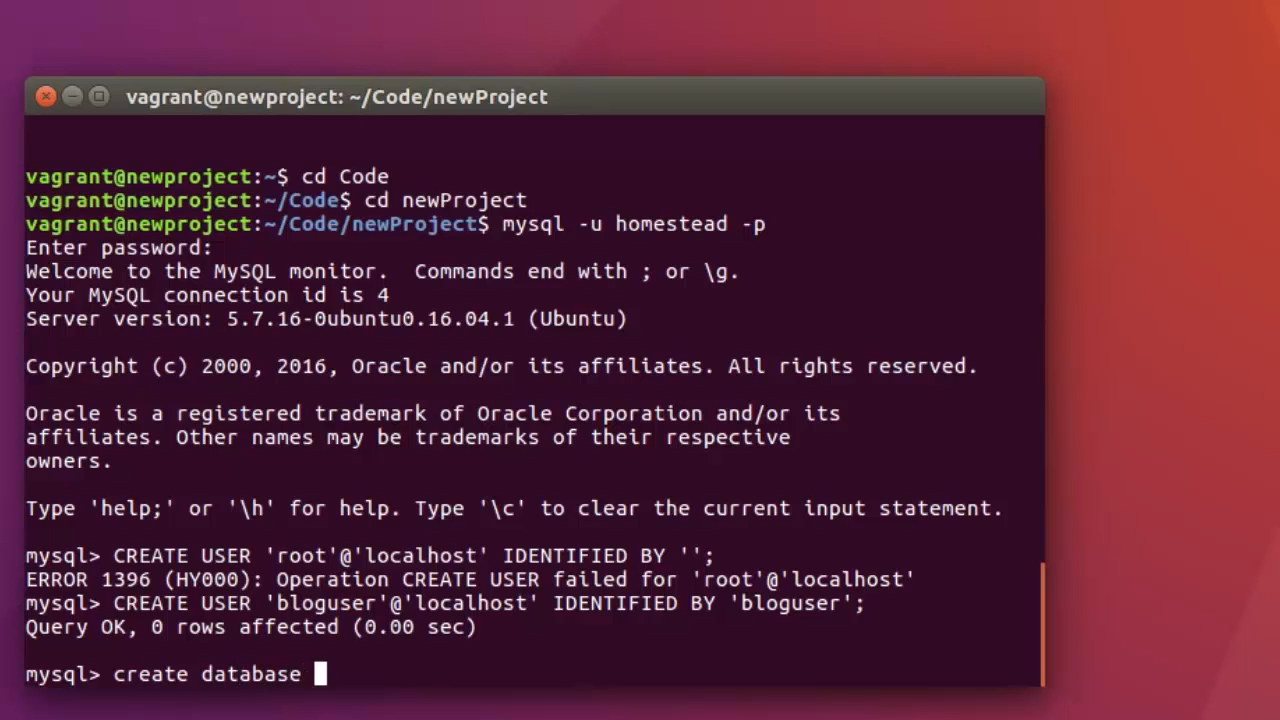 vagrant@newproject: ~/Code/newProject
vagrant@newproject:~$ cd Code
vagrant@newproject:~/Code$ cd newProject
vagrant@newproject:~/Code/newProject$ mysql -u homestead -p
Enter password:
Welcome to the MySQL monitor.  Commands end with ; or \g.
Your MySQL connection id is 4
Server version: 5.7.16-0ubuntu0.16.04.1 (Ubuntu)
Copyright (c) 2000, 2016, Oracle and/or its affiliates. All rights reserved.
Oracle is a registered trademark of Oracle Corporation and/or its
affiliates. Other names may be trademarks of their respective
owners.
Type 'help;' or '\h' for help. Type '\c' to clear the current input statement.
mysql> CREATE USER 'root'@'localhost' IDENTIFIED BY '';
ERROR 1396 (HY000): Operation CREATE USER failed for 'root'@'localhost'
mysql> CREATE USER 'bloguser'@'localhost' IDENTIFIED BY 'bloguser';
Query OK, 0 rows affected (0.00 sec)
mysql> create database